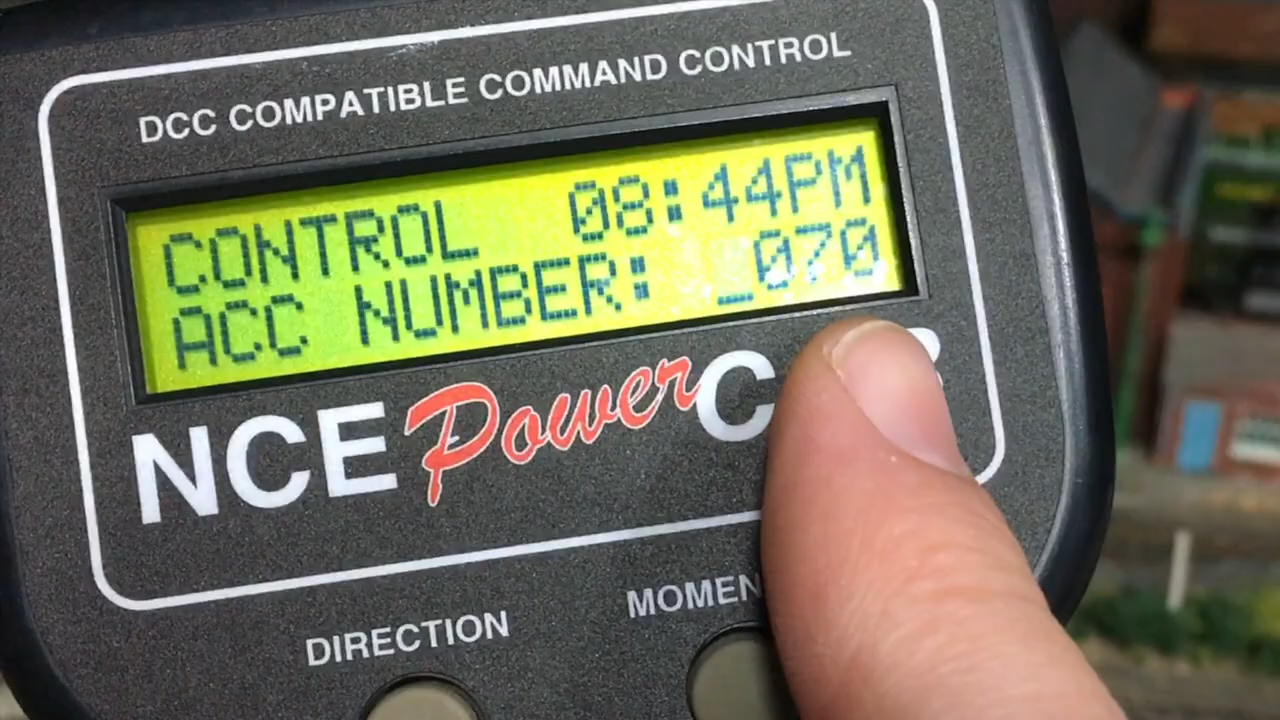 DCC COMPATIBLE COMMAND CONTROL
CONTROL 08:44PM
ACC NUMBER: _070
NCE Power
DIRECTION